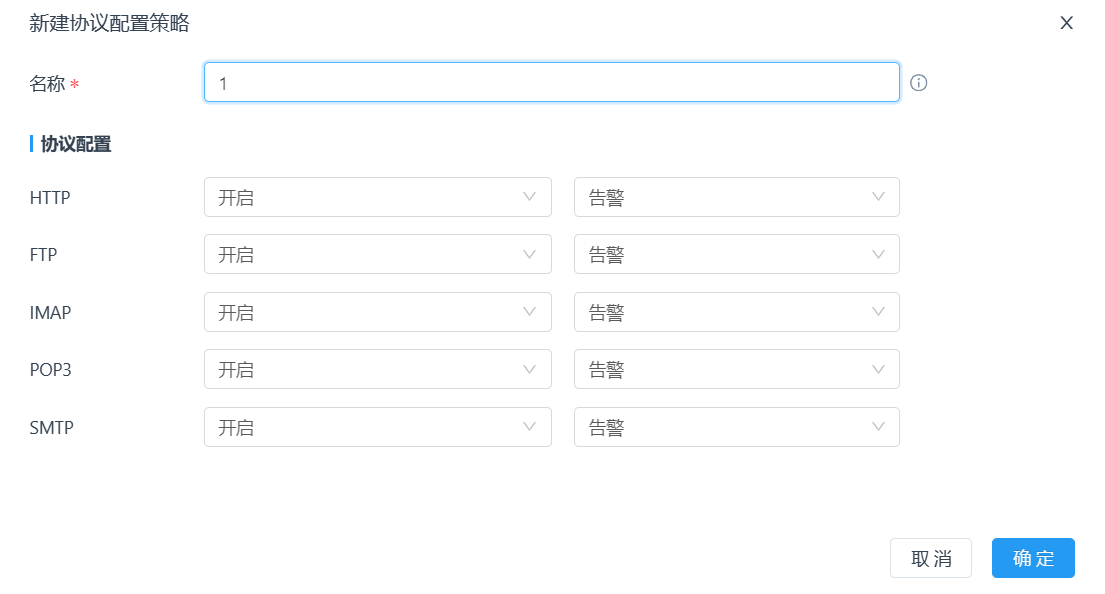 新建协议配置策略
名称 *
1
协议配置
HTTP 开启 告警
FTP 开启 告警
IMAP 开启 告警
POP3 开启 告警
SMTP 开启 告警
取消 确定